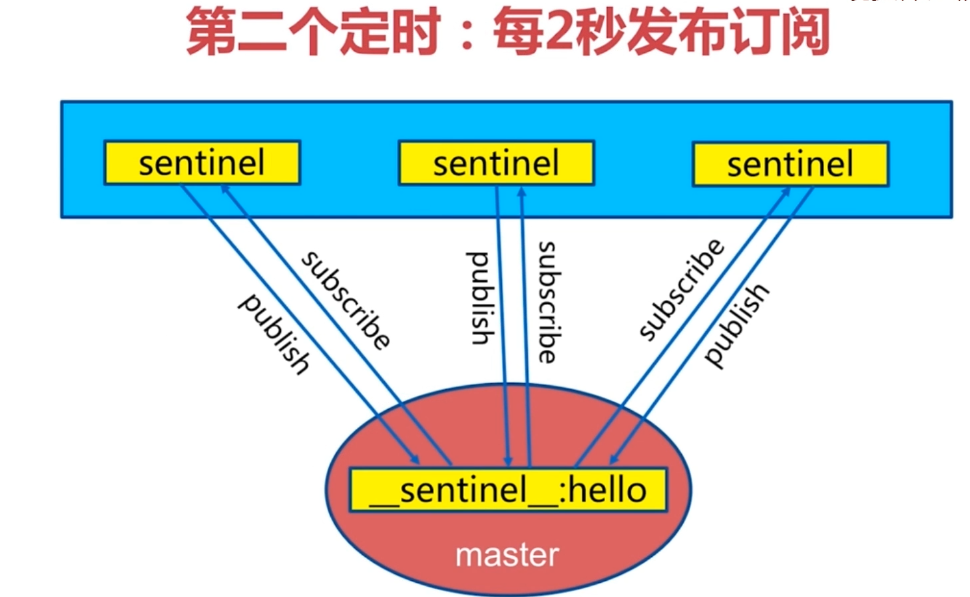 第二个定时：每2秒发布订阅
sentinel
sentinel
sentinel
subscribe
publish
publish
subscribe
subscribe
publish
__sentinel__:hello
master